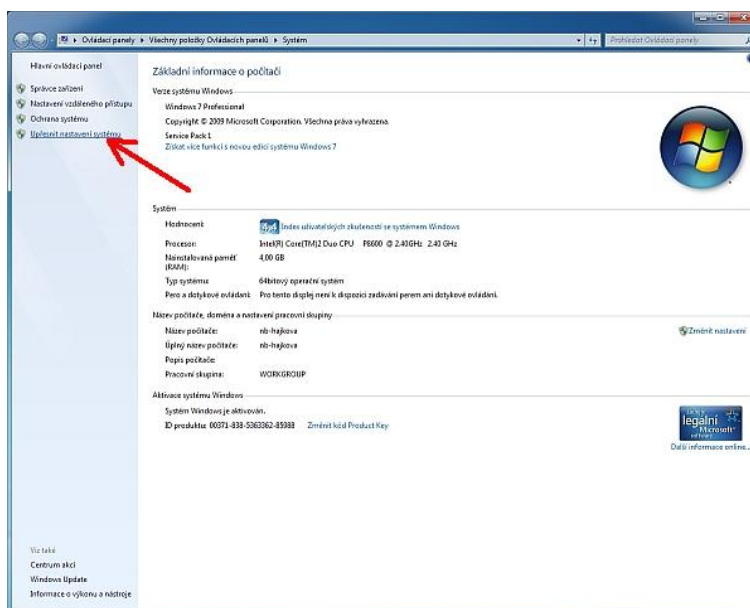 Ovládací panely ▸ Všechny položky Ovládacích panelů ▸ Systém
Prohledat Ovládací panely
Hlavní ovládací panel
Správce zařízení
Nastavení vzdáleného přístupu
Ochrana systému
Upřesnit nastavení systému
Základní informace o počítači
Verze systému Windows
Windows 7 Professional
Copyright © 2009 Microsoft Corporation. Všechna práva vyhrazena.
Service Pack 1
Získat více funkcí s novou edicí systému Windows 7
Systém
Hodnocení: 4,4 Index uživatelských zkušeností se systémem Windows
Procesor: Intel(R) Core(TM)2 Duo CPU P8600 @ 2.40GHz 2.40 GHz
Nainstalovaná paměť (RAM): 4,00 GB
Typ systému: 64bitový operační systém
Pero a dotykové ovládání: Pro tento displej není k dispozici zadávání perem ani dotykové ovládání.
Název počítače, doména a nastavení pracovní skupiny
Název počítače: nb-hajkova
Změnit nastavení
Úplný název počítače: nb-hajkova
Popis počítače:
Pracovní skupina: WORKGROUP
Aktivace systému Windows
Systém Windows je aktivován.
ID produktu: 00371-838-5363362-85988 Změnit kód Product Key
legální
Microsoft
software
Další informace online...
Viz také
Centrum akcí
Windows Update
Informace o výkonu a nástroje